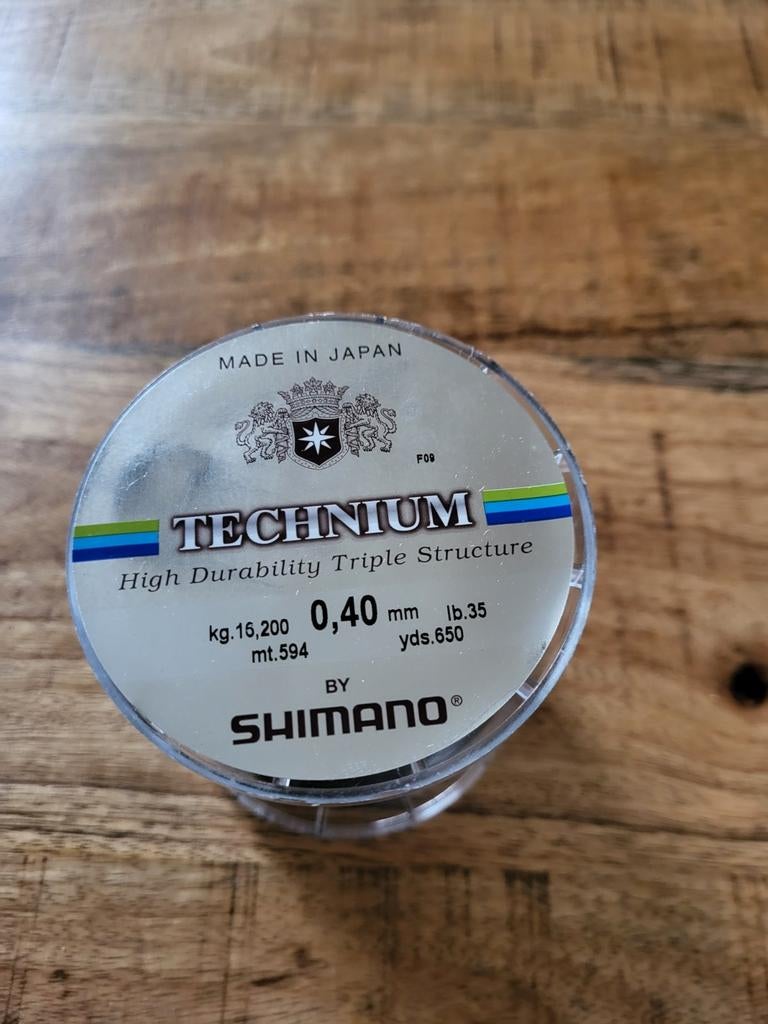 MADE IN JAPAN
F09
TECHNIUM
High Durability Triple Structure
kg.16,200 0,40 mm lb.35
mt.594 yds.650
BY
SHIMANO®